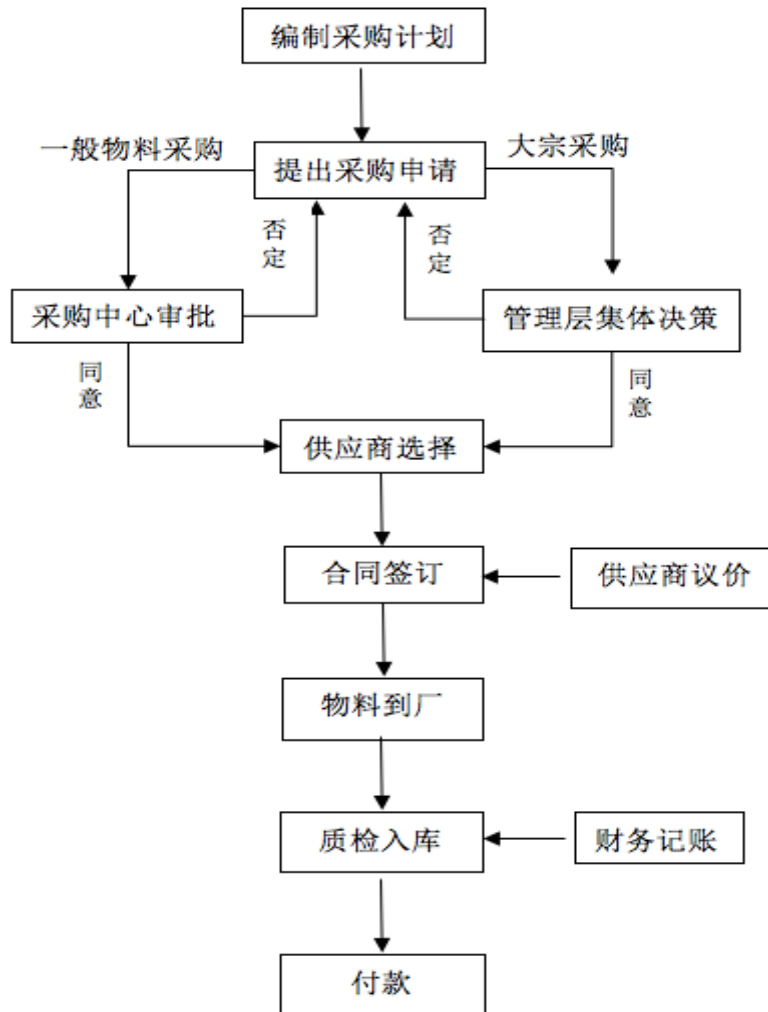 编制采购计划
一般物料采购
大宗采购
提出采购申请
否定
否定
采购中心审批
管理层集体决策
同意
同意
供应商选择
合同签订
供应商议价
物料到厂
质检入库
财务记账
付款